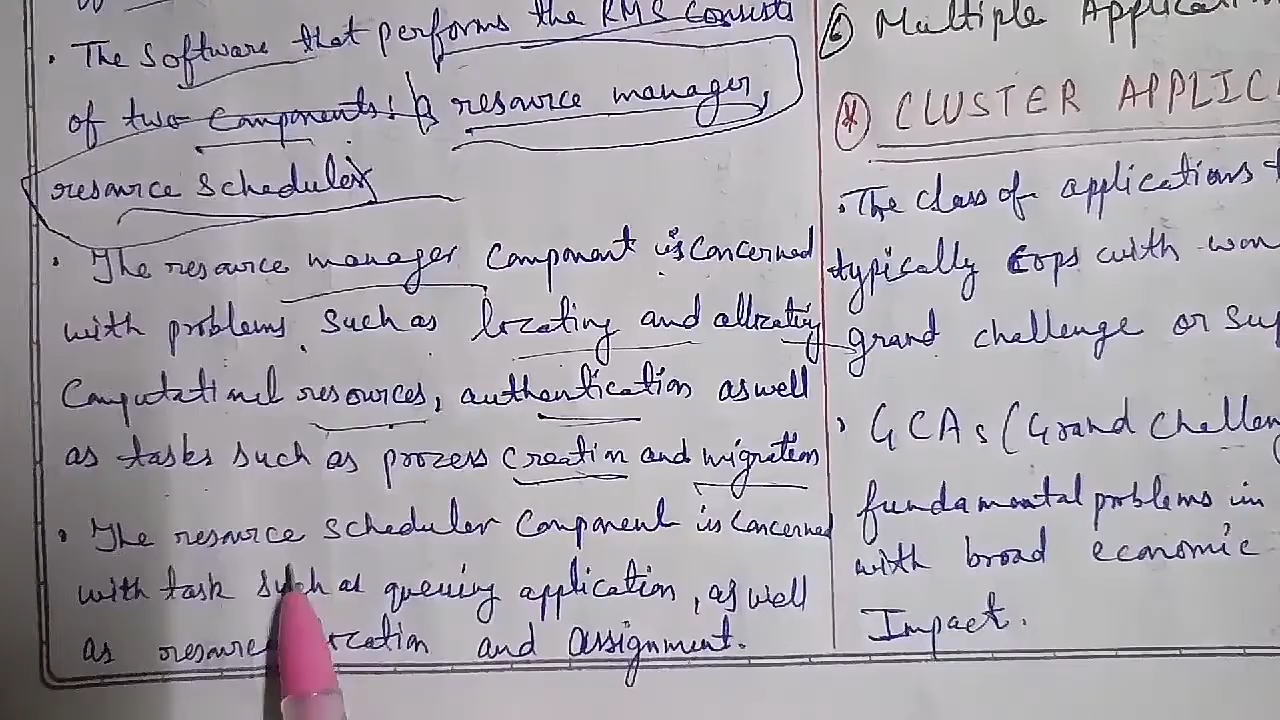 • The Software that performs the RMS Consists
of two Components: resource manager,
resource Scheduler
• The resource manager Component is Concerned
with problems such as locating and allocating
Computational resources, authentication as well
as tasks such as process Creation and migration
• The resource Scheduler Component is Concerned
with task such as queuing application, as well
as resource and assignment.
⑥ Multiple Applicati
* CLUSTER APPLIC
• The class of applications
typically Cops with
grand challenge or Sup
• GCAs (Grand Challen
fundamental problems in
with broad economic
Impact.